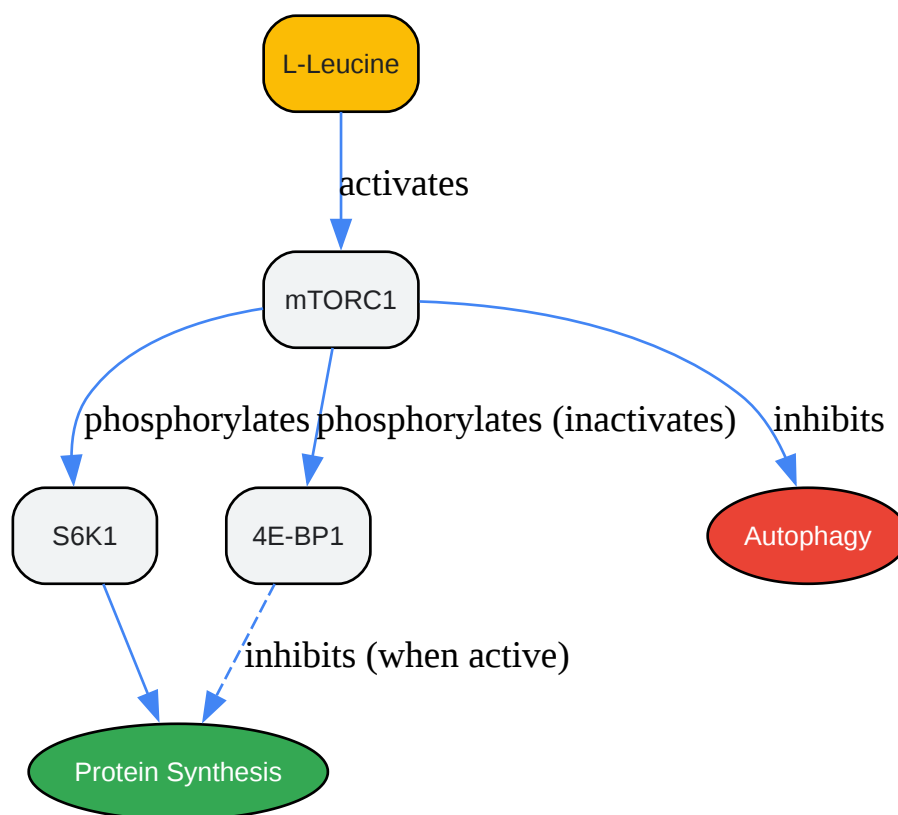 L-Leucine
activates
mTORC1
phosphorylates
phosphorylates (inactivates)
inhibits
S6K1
4E-BP1
Autophagy
inhibits (when active)
Protein Synthesis